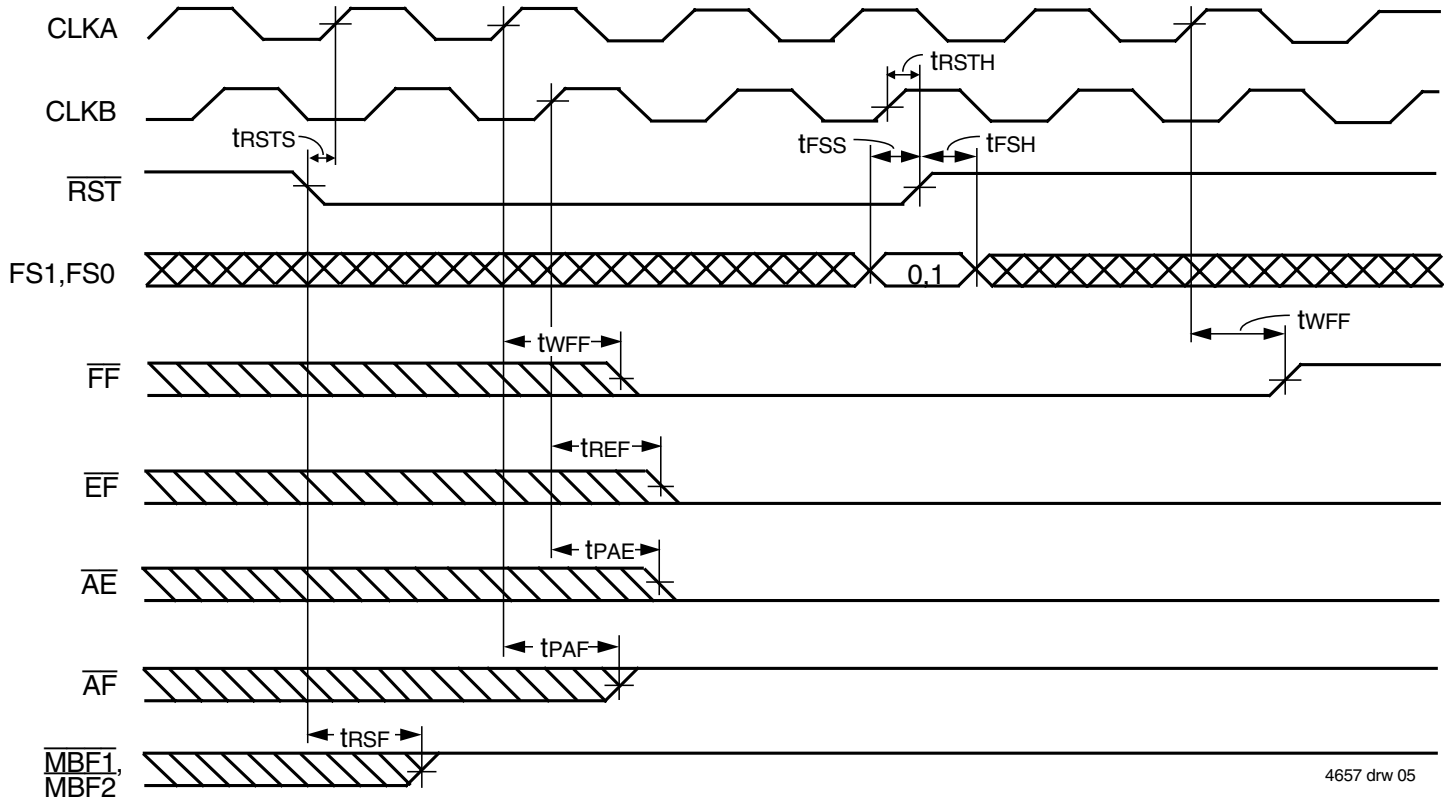 CLKA
tRSTH
CLKB
tRSTS
tFSS
tFSH
RST
FS1,FS0
0,1
tWFF
tWFF
FF
tREF
EF
tPAE
AE
tPAF
AF
tRSF
MBF1,
MBF2
4657 drw 05